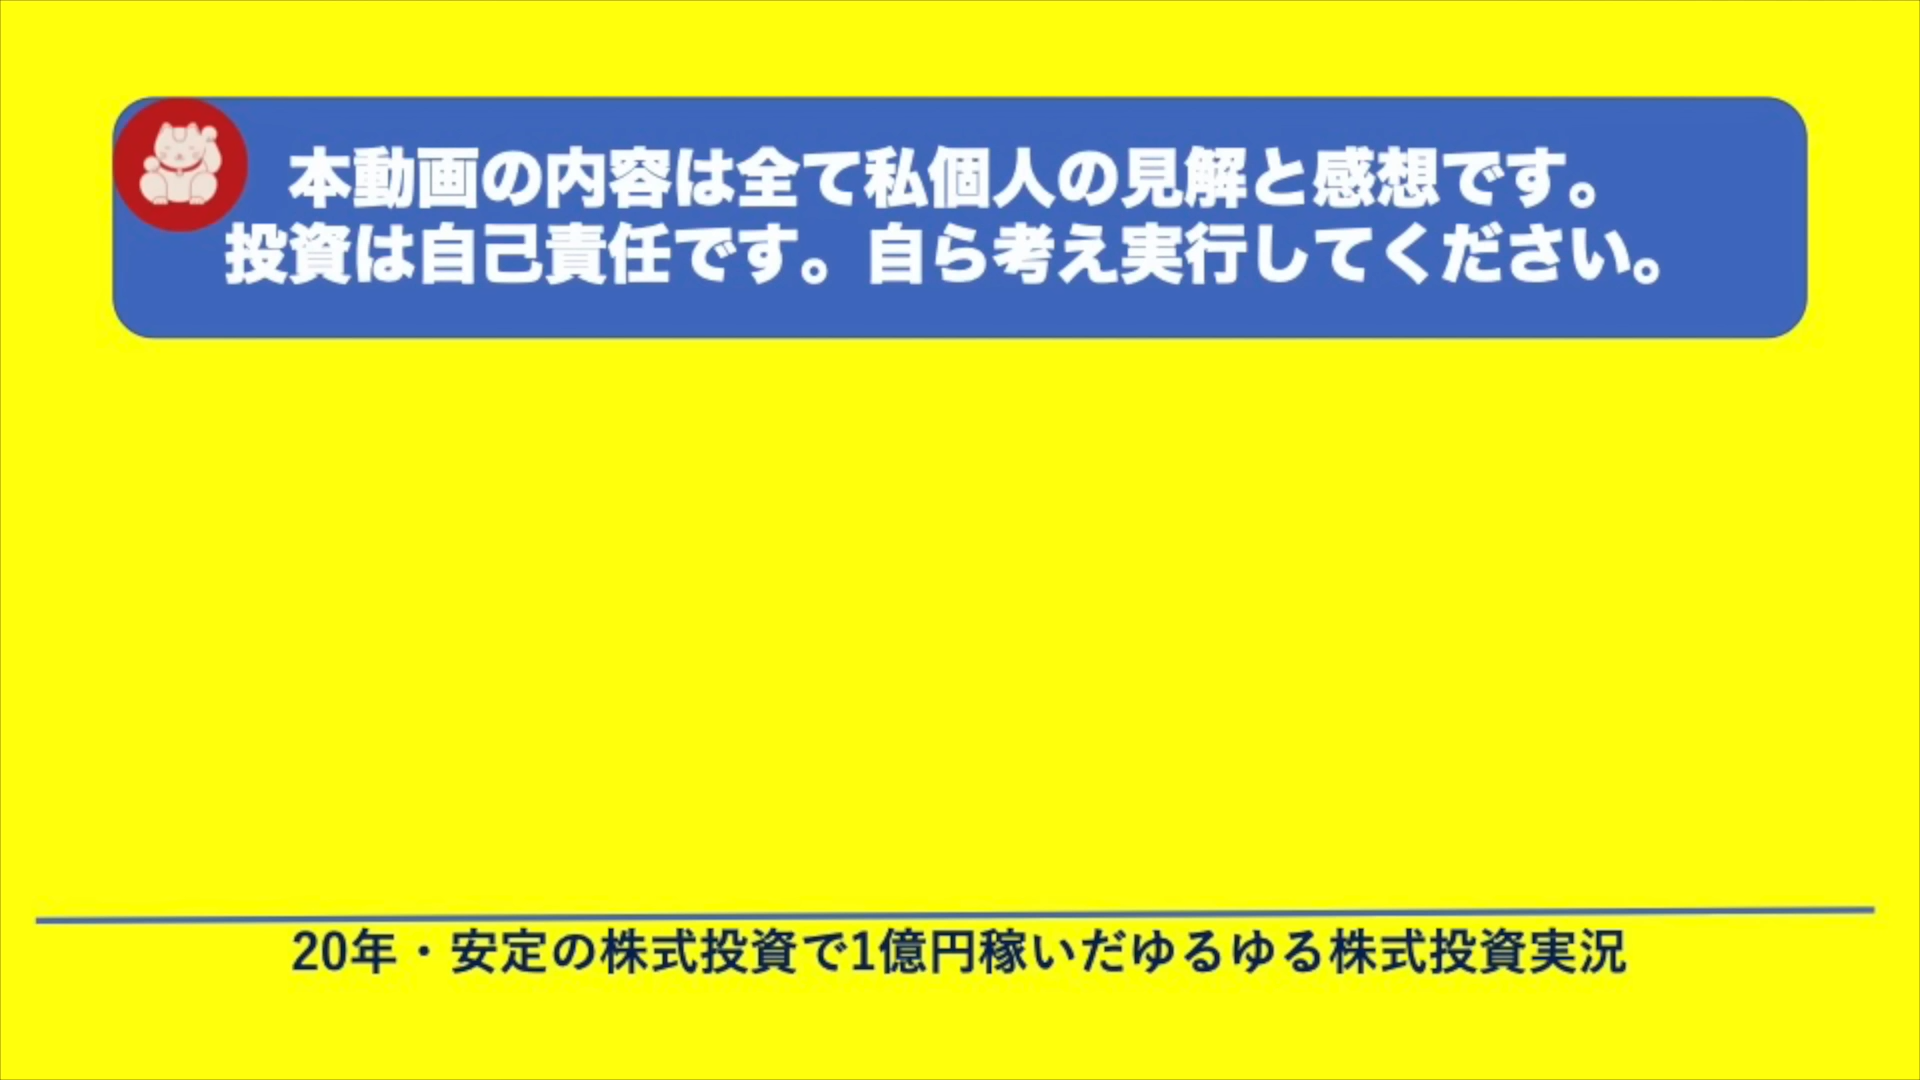 本動画の内容は全て私個人の見解と感想です。
投資は自己責任です。自ら考え実行してください。
20年・安定の株式投資で1億円稼いだゆるゆる株式投資実況